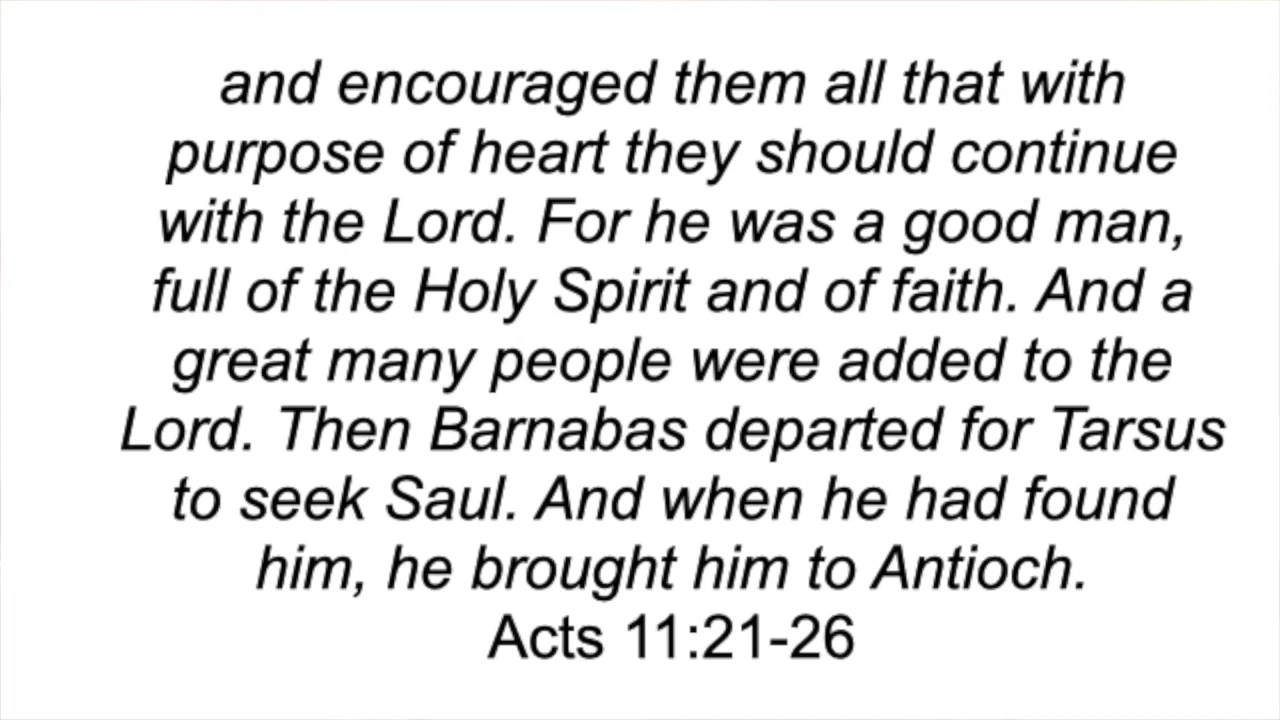 and encouraged them all that with
purpose of heart they should continue
with the Lord. For he was a good man,
full of the Holy Spirit and of faith. And a
great many people were added to the
Lord. Then Barnabas departed for Tarsus
to seek Saul. And when he had found
him, he brought him to Antioch.
Acts 11:21-26